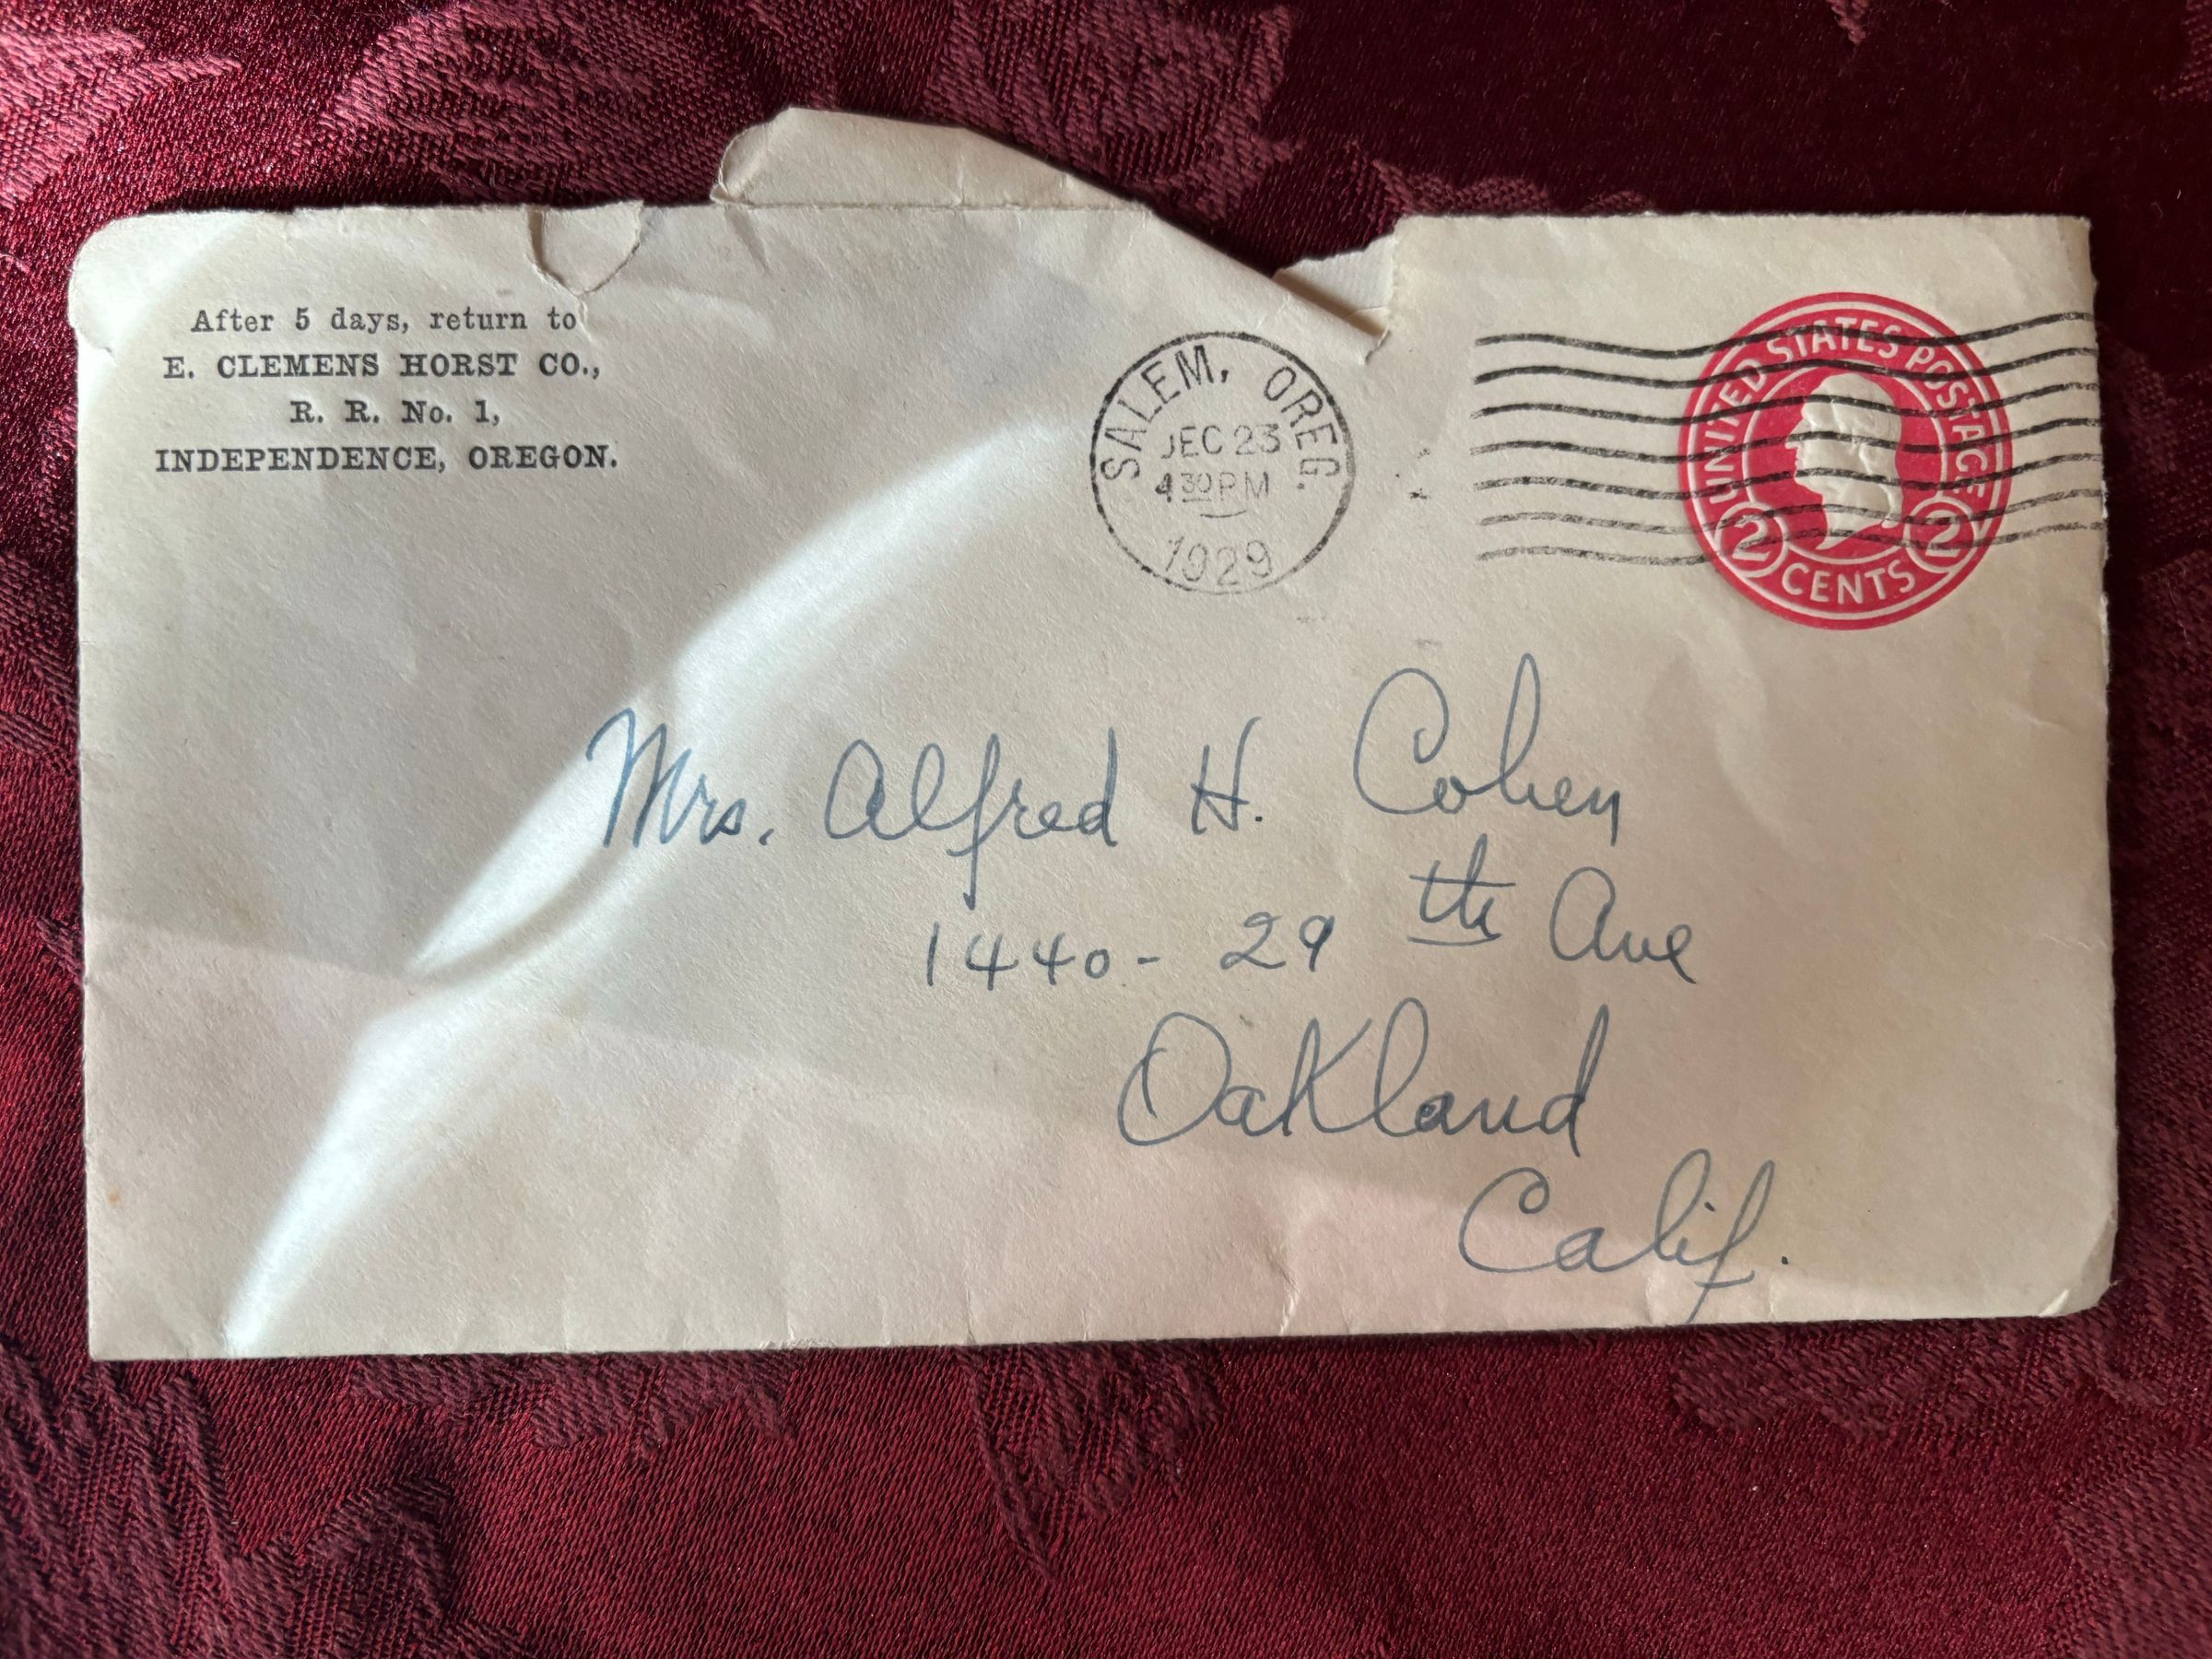 After 5 days, return to
E. CLEMENS HORST CO.,
R. R. No. 1,
INDEPENDENCE, OREGON.
SALEM, OREG.
DEC 23
4 30 PM
1929
UNITED STATES POSTAGE
2 CENTS 2
Mrs. Alfred H. Cohen
1440 - 29 th Ave
Oakland
Calif.